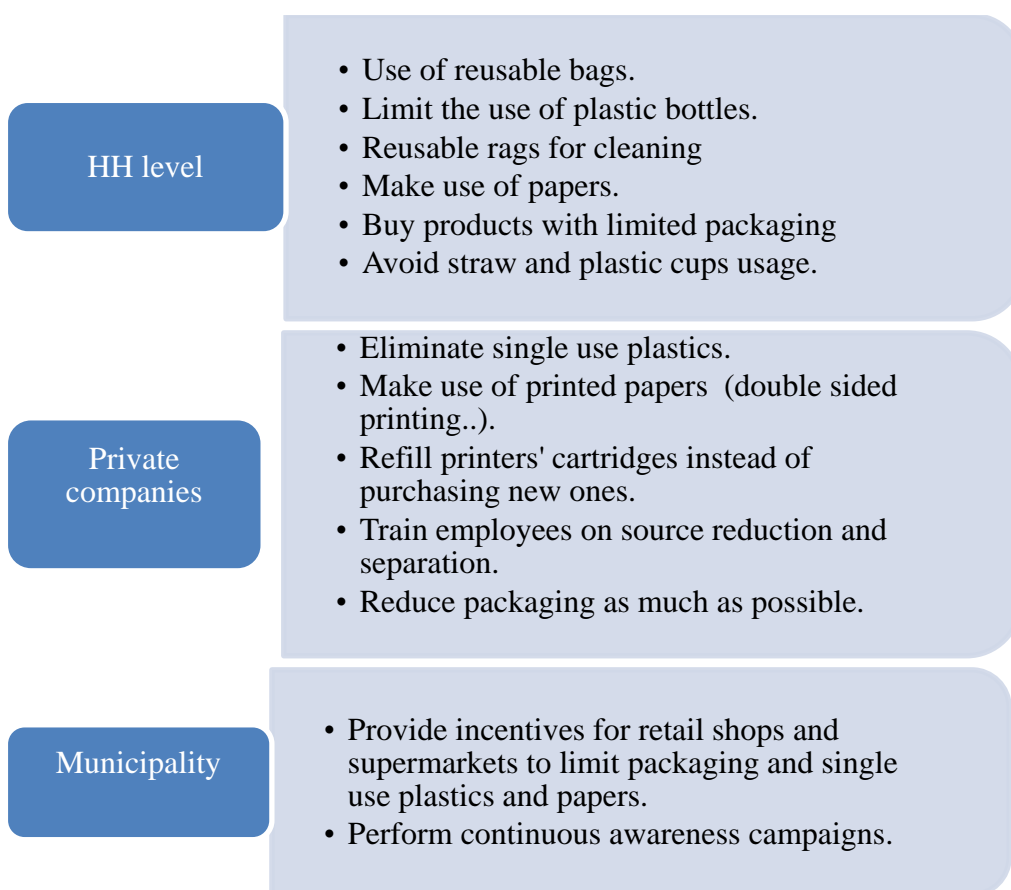 HH level
• Use of reusable bags.
• Limit the use of plastic bottles.
• Reusable rags for cleaning
• Make use of papers.
• Buy products with limited packaging
• Avoid straw and plastic cups usage.
Private
companies
• Eliminate single use plastics.
• Make use of printed papers  (double sided
printing..).
• Refill printers' cartridges instead of
purchasing new ones.
• Train employees on source reduction and
separation.
• Reduce packaging as much as possible.
Municipality
• Provide incentives for retail shops and
supermarkets to limit packaging and single
use plastics and papers.
• Perform continuous awareness campaigns.